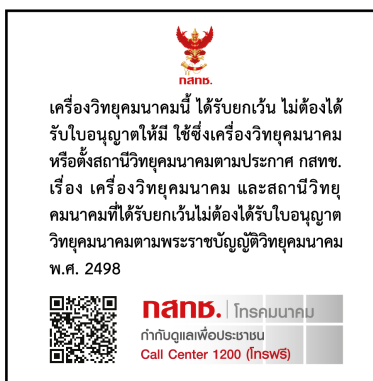 กสทช.
เครื่องวิทยุคมนาคมนี้ ได้รับยกเว้น ไม่ต้องได้
รับใบอนุญาตให้มี ใช้ซึ่งเครื่องวิทยุคมนาคม
หรือตั้งสถานีวิทยุคมนาคมตามประกาศ กสทช.
เรื่อง เครื่องวิทยุคมนาคม และสถานีวิทยุ
คมนาคมที่ได้รับยกเว้นไม่ต้องได้รับใบอนุญาต
วิทยุคมนาคมตามพระราชบัญญัติวิทยุคมนาคม
พ.ศ. 2498
กสทช. | โทรคมนาคม
กำกับดูแลเพื่อประชาชน
Call Center 1200 (โทรฟรี)